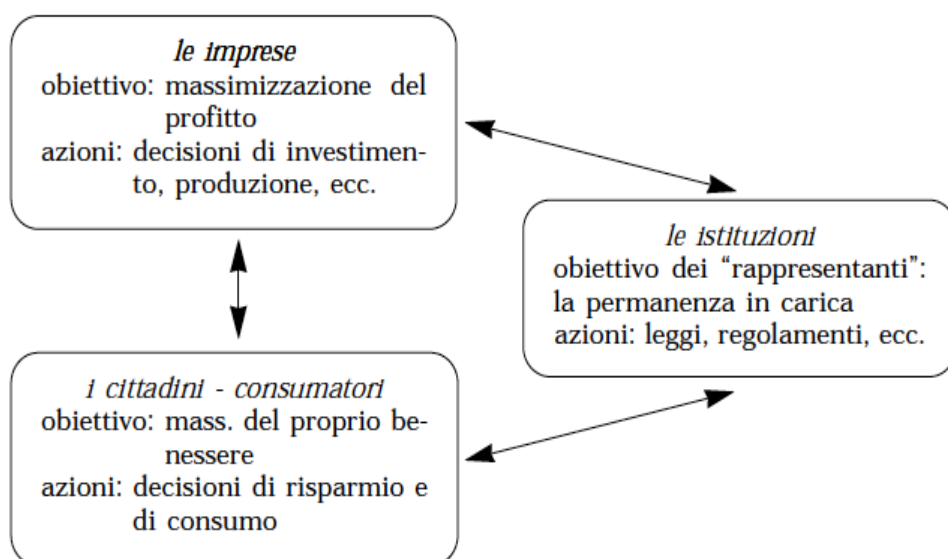 le imprese
obiettivo: massimizzazione del
profitto
azioni: decisioni di investimen-
to, produzione, ecc.
le istituzioni
obiettivo dei “rappresentanti”:
la permanenza in carica
azioni: leggi, regolamenti, ecc.
i cittadini - consumatori
obiettivo: mass. del proprio be-
nessere
azioni: decisioni di risparmio e
di consumo